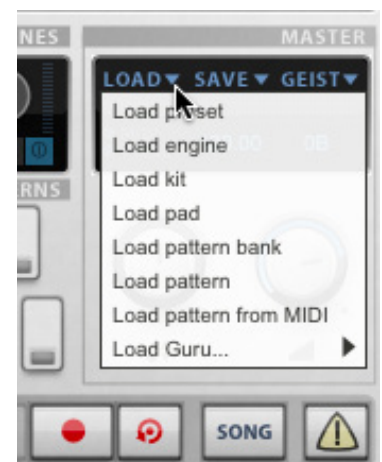 NES
MASTER
LOAD SAVE GEIST
Load preset
Load engine
Load kit
Load pad
Load pattern bank
Load pattern
Load pattern from MIDI
Load Guru...
RNS
SONG